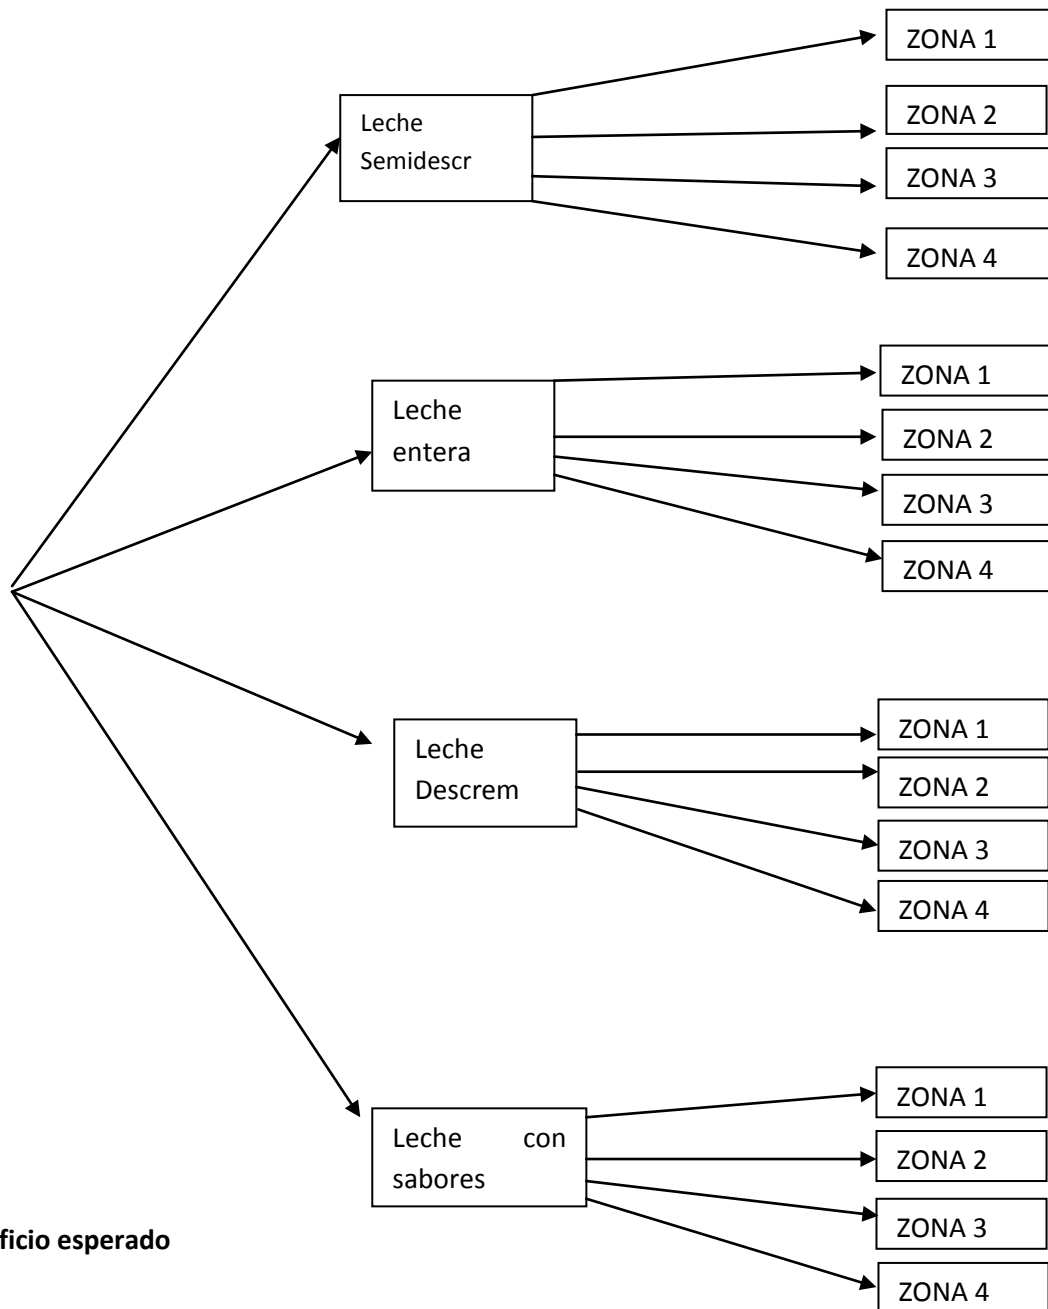 ZONA 1
Leche
Semidescr
ZONA 2
ZONA 3
ZONA 4
ZONA 1
Leche
entera
ZONA 2
ZONA 3
ZONA 4
ZONA 1
Leche
Descrem
ZONA 2
ZONA 3
ZONA 4
ZONA 1
Leche con
sabores
ZONA 2
ZONA 3
ficio esperado
ZONA 4